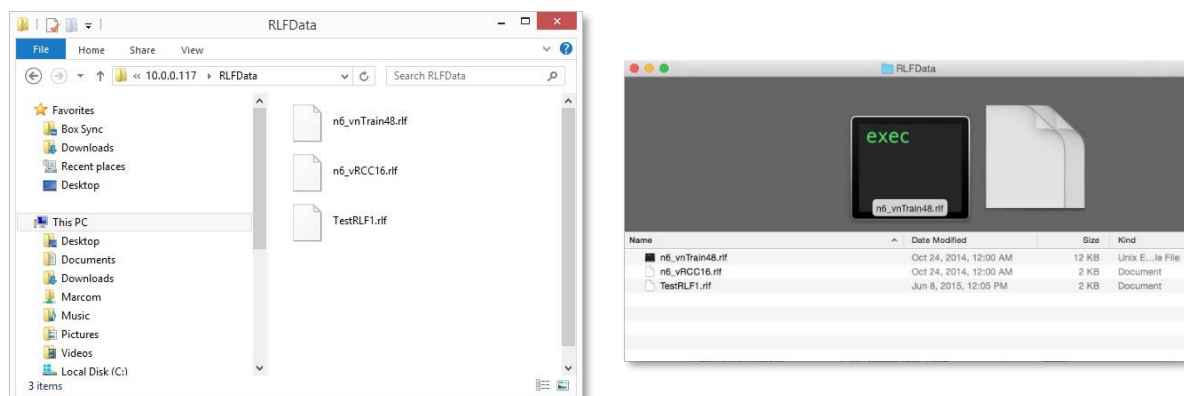 RLFData
File Home Share View
« 10.0.0.117 ▸ RLFData
Search RLFData
Favorites
Box Sync
Downloads
Recent places
Desktop
This PC
Desktop
Documents
Downloads
Marcom
Music
Pictures
Videos
Local Disk (C:)
n6_vnTrain48.rlf
n6_vRCC16.rlf
TestRLF1.rlf
3 items
RLFData
exec
n6_vnTrain48.rlf
Name Date Modified Size Kind
n6_vnTrain48.rlf Oct 24, 2014, 12:00 AM 12 KB Unix E...le File
n6_vRCC16.rlf Oct 24, 2014, 12:00 AM 2 KB Document
TestRLF1.rlf Jun 8, 2015, 12:05 PM 2 KB Document